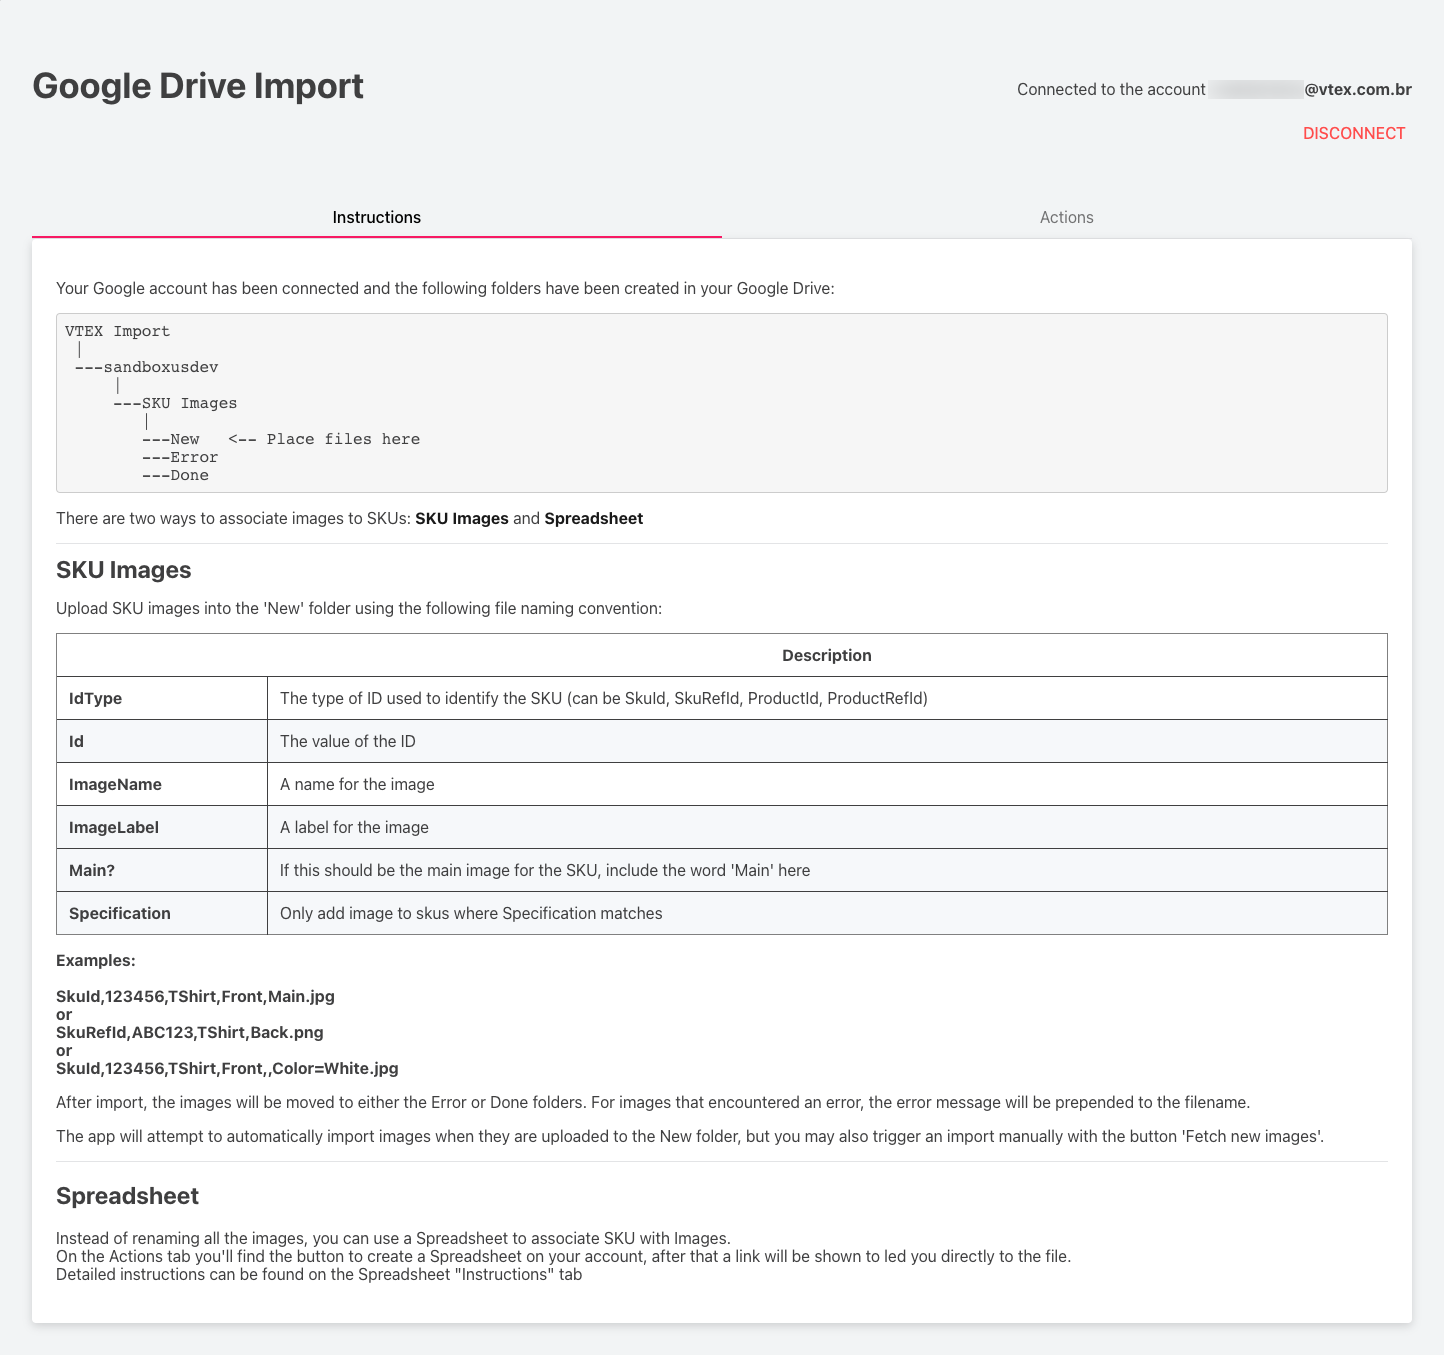 Google Drive Import
Connected to the account @vtex.com.br
DISCONNECT
Instructions
Actions
Your Google account has been connected and the following folders have been created in your Google Drive:
VTEX Import
|
---sandboxusdev
|
---SKU Images
|
---New <-- Place files here
---Error
---Done
There are two ways to associate images to SKUs: SKU Images and Spreadsheet
SKU Images
Upload SKU images into the 'New' folder using the following file naming convention:
Description
IdType The type of ID used to identify the SKU (can be SkuId, SkuRefId, ProductId, ProductRefId)
Id The value of the ID
ImageName A name for the image
ImageLabel A label for the image
Main? If this should be the main image for the SKU, include the word 'Main' here
Specification Only add image to skus where Specification matches
Examples:
SkuId,123456,TShirt,Front,Main.jpg
or
SkuRefId,ABC123,TShirt,Back.png
or
SkuId,123456,TShirt,Front,,Color=White.jpg
After import, the images will be moved to either the Error or Done folders. For images that encountered an error, the error message will be prepended to the filename.
The app will attempt to automatically import images when they are uploaded to the New folder, but you may also trigger an import manually with the button 'Fetch new images'.
Spreadsheet
Instead of renaming all the images, you can use a Spreadsheet to associate SKU with Images.
On the Actions tab you'll find the button to create a Spreadsheet on your account, after that a link will be shown to led you directly to the file.
Detailed instructions can be found on the Spreadsheet "Instructions" tab